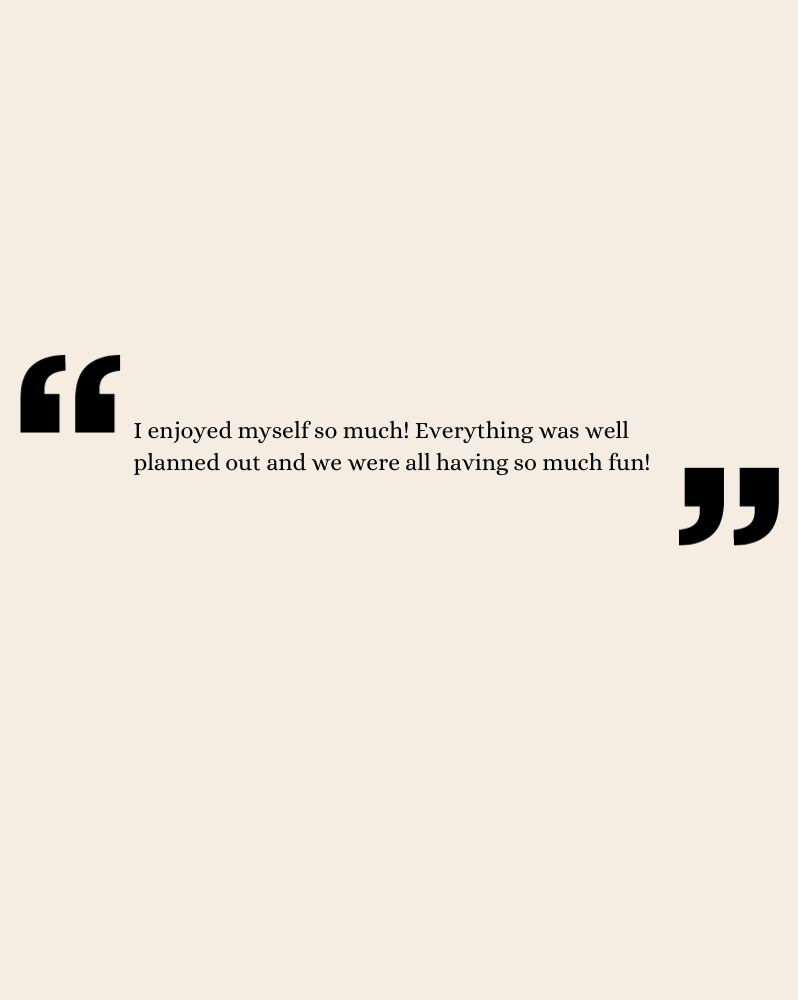 “
I enjoyed myself so much! Everything was well
planned out and we were all having so much fun!
”